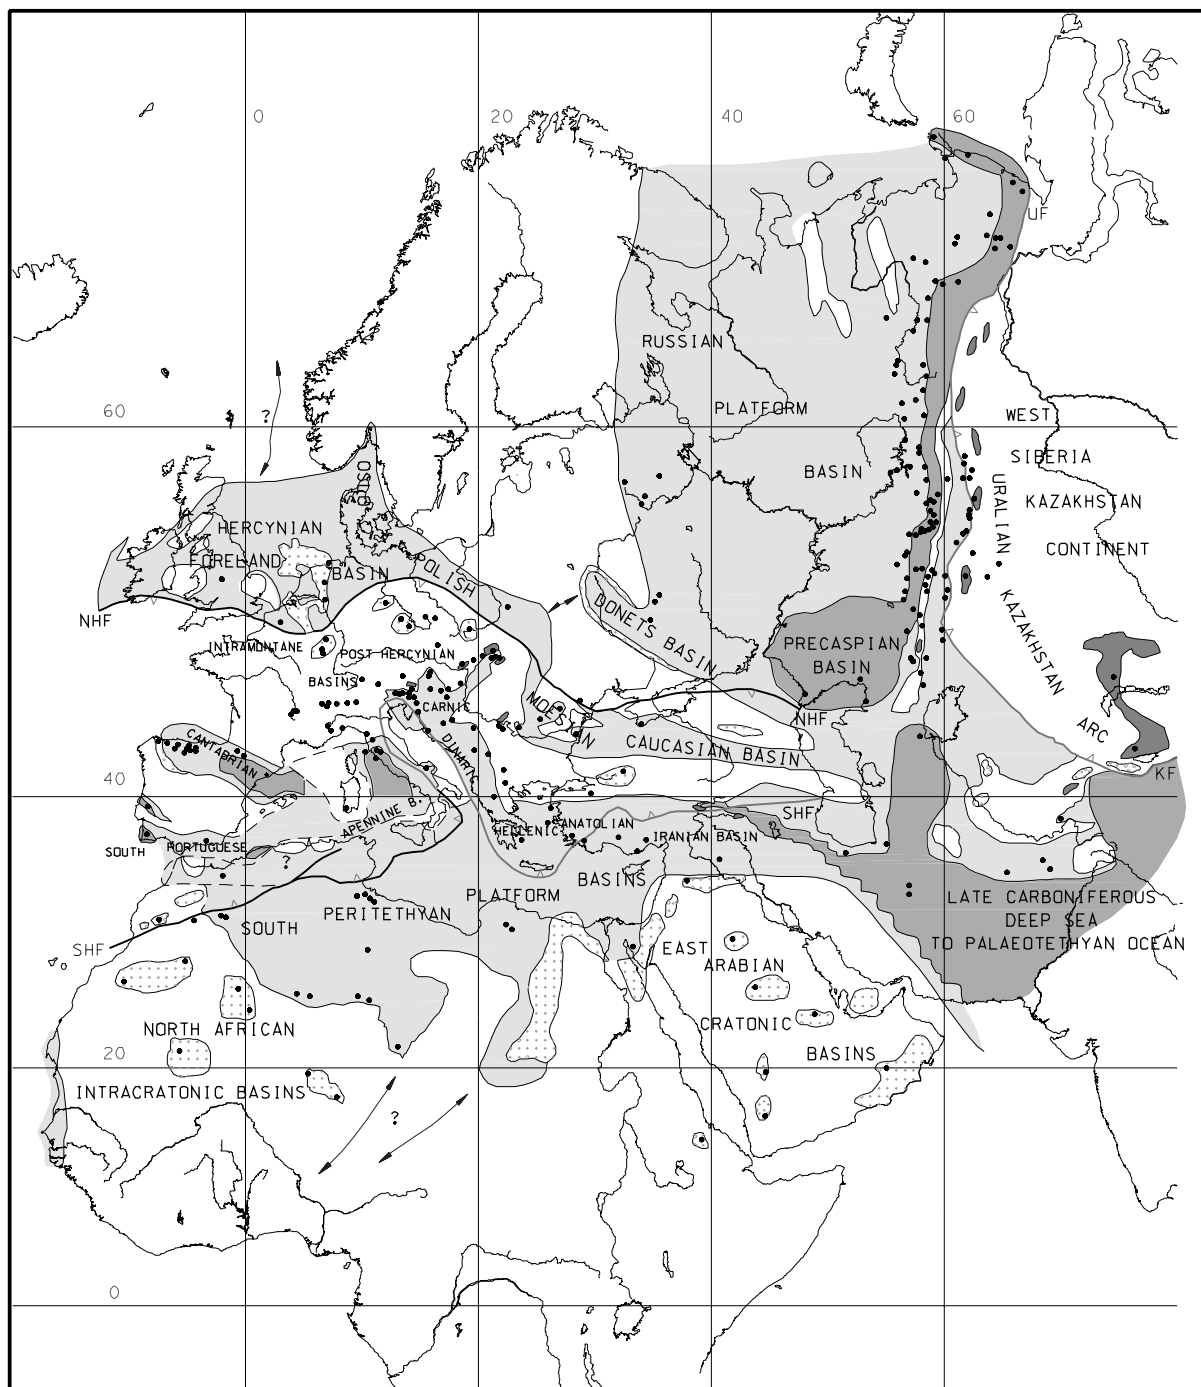 0
20
40
60
UF
RUSSIAN
60
PLATFORM
?
WEST
OSLO
BASIN
SIBERIA
URALIAN
KAZAKHSTAN
HERCYNIAN
CONTINENT
FORELAND
BASIN
POLISH
NHF
DONETS BASIN
KAZAKHSTAN
INTRAMONTANE
POST HERCYNIAN
PRECASPIAN
BASIN
BASINS
CARNIC
MOESIAN
NHF
ARC
CANTABRIAN
DINARIC
CAUCASIAN BASIN
KF
40
APENNINE B.
SHF
HELLENIC
ANATOLIAN
IRANIAN BASIN
SOUTH
PORTUGUESE
?
BASINS
PLATFORM
LATE CARBONIFEROUS
PERITETHYAN
DEEP SEA
SOUTH
TO PALAEOTETHYAN OCEAN
SHF
EAST
ARABIAN
NORTH AFRICAN
CRATONIC
BASINS
20
INTRACRATONIC BASINS
?
0